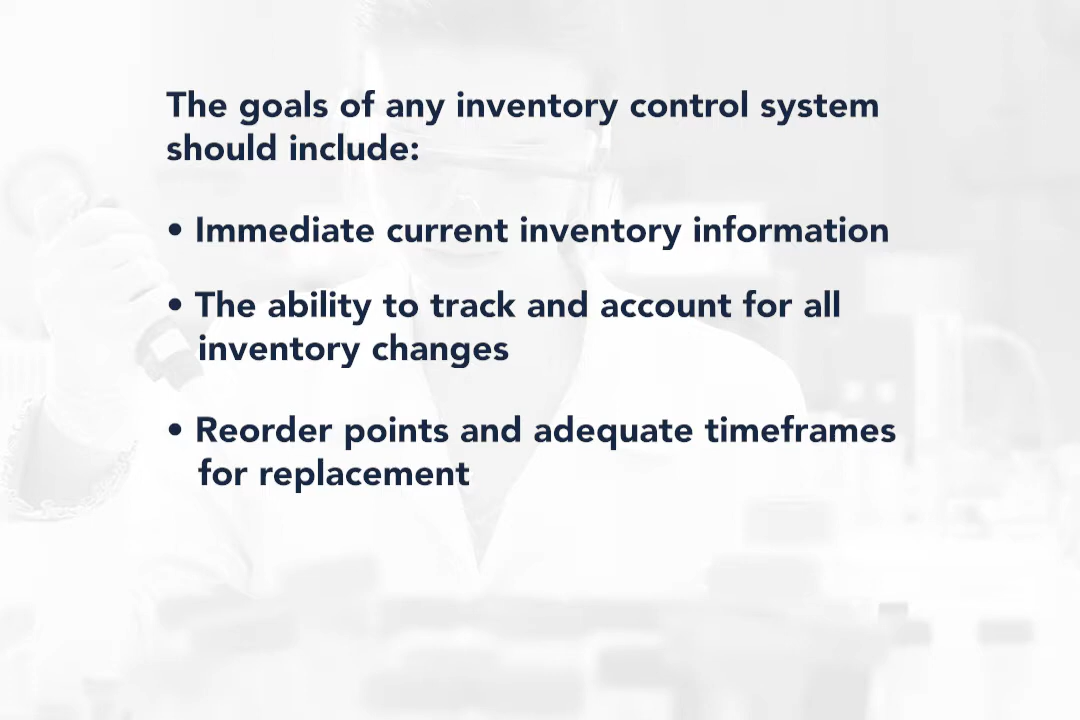 The goals of any inventory control system
should include:
• Immediate current inventory information
• The ability to track and account for all
inventory changes
• Reorder points and adequate timeframes
for replacement